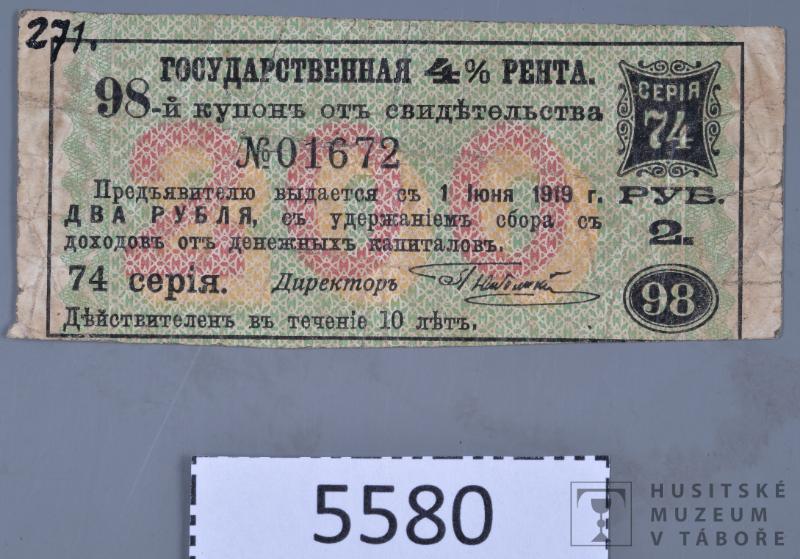 271.
ГОСУДАРСТВЕННАЯ 4% РЕНТА.
98-й купонъ отъ свидѣтельства
СЕРІЯ
74
№ 01672
200
Предъявителю выдается съ 1 Іюня 1919 г.
РУБ.
ДВА РУБЛЯ, съ удержаніемъ сбора съ
2.
доходовъ отъ денежныхъ капиталовъ.
74 серія. Директоръ
98
Дѣйствителенъ въ теченіе 10 лѣтъ.
5580
HUSITSKÉ
MUZEUM
V TÁBOŘE